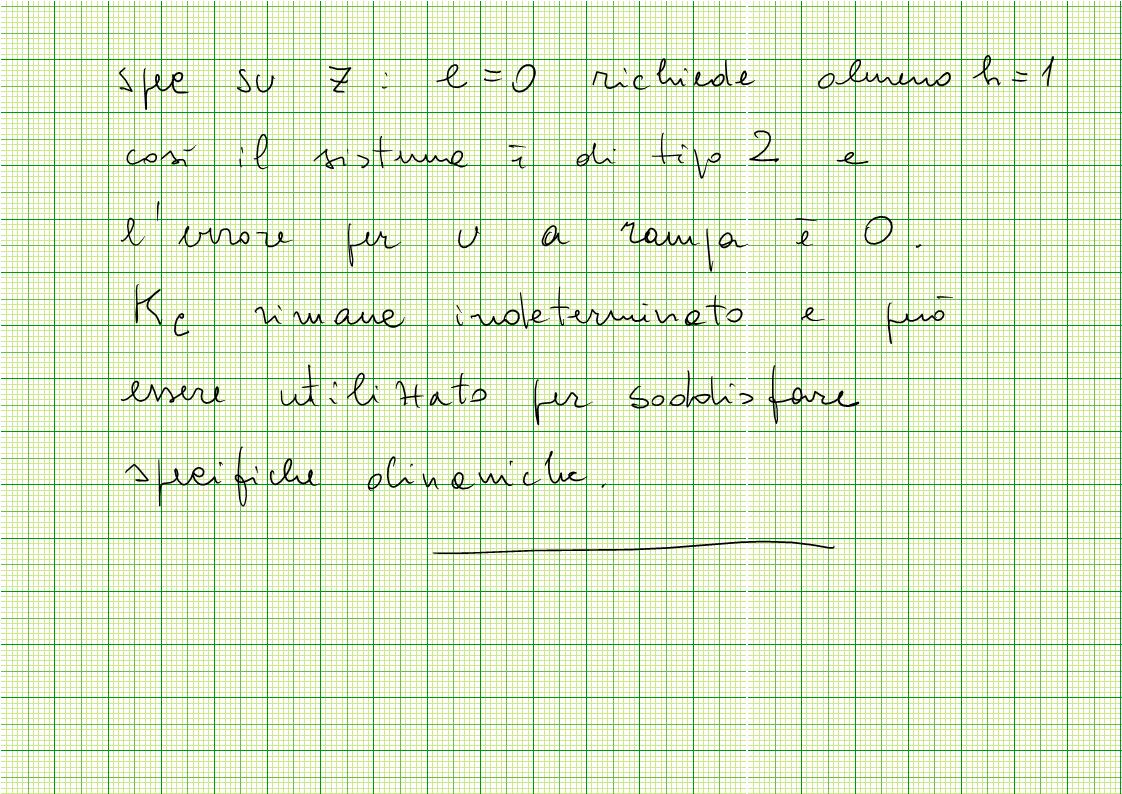 spec su z : e = 0 richiede almeno h = 1
così il sistema è di tipo 2 e
l'errore per u a rampa è 0.
Kc rimane indeterminato e può
essere utilizzato per soddisfare
specifiche dinamiche.